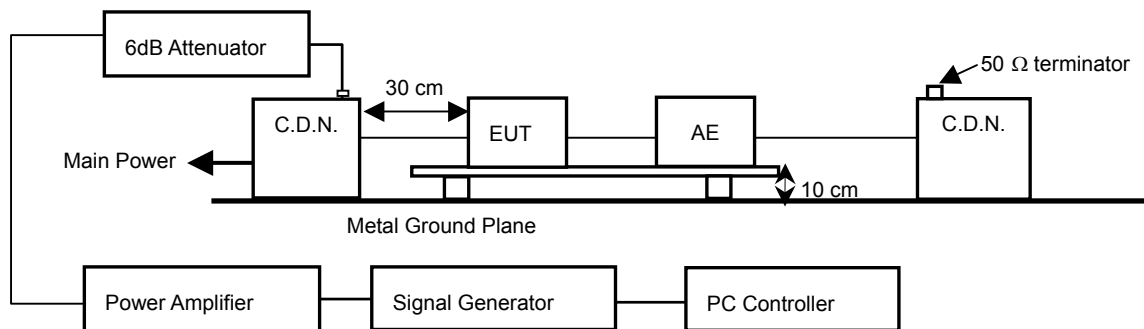 6dB Attenuator
50 Ω terminator
30 cm
C.D.N.
EUT
AE
C.D.N.
Main Power
10 cm
Metal Ground Plane
Power Amplifier
Signal Generator
PC Controller